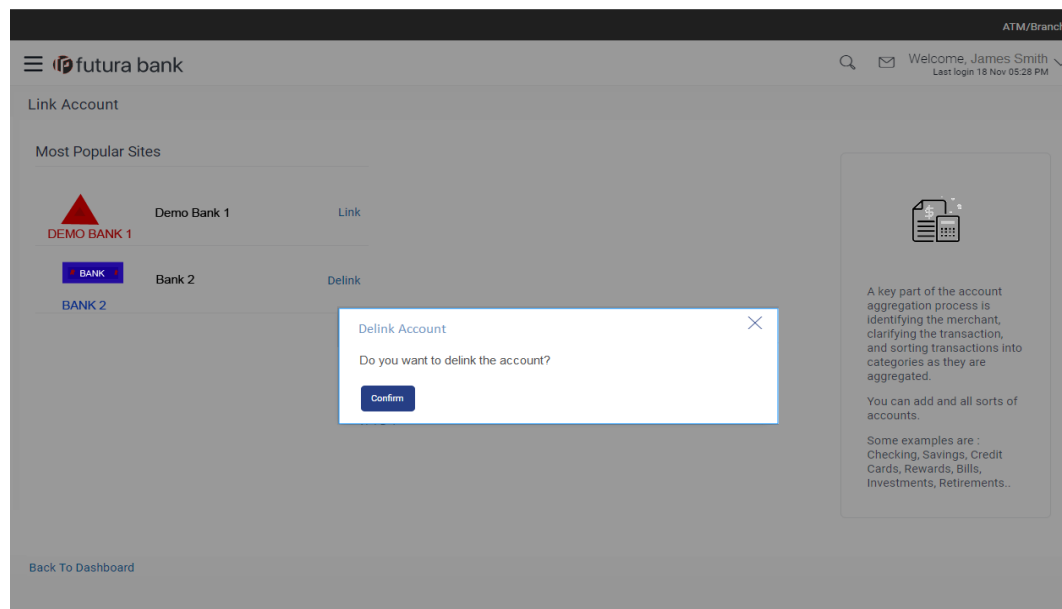 ATM/Branch
futura bank
Welcome, James Smith
Last login 18 Nov 05:28 PM
Link Account
Most Popular Sites
Demo Bank 1
Link
DEMO BANK 1
BANK
Bank 2
Delink
BANK 2
Delink Account
Do you want to delink the account?
Confirm
A key part of the account
aggregation process is
identifying the merchant,
clarifying the transaction,
and sorting transactions into
categories as they are
aggregated.
You can add and all sorts of
accounts.
Some examples are :
Checking, Savings, Credit
Cards, Rewards, Bills,
Investments, Retirements..
Back To Dashboard